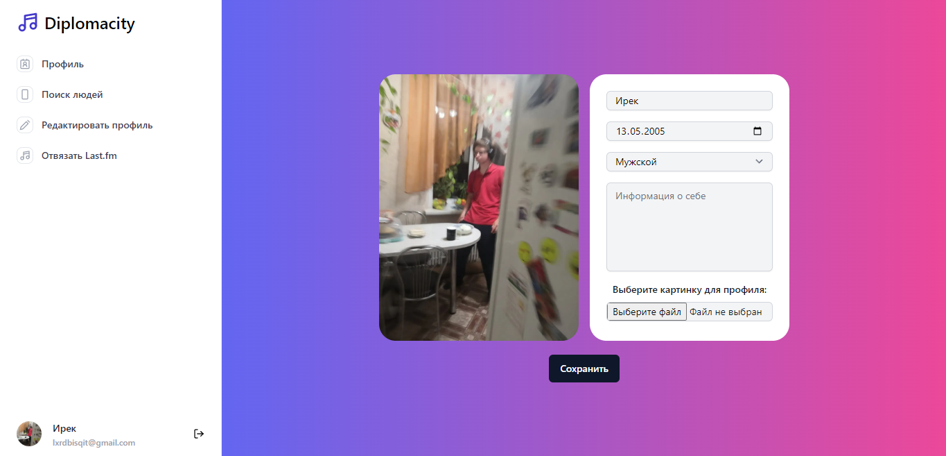 Diplomacity
Профиль
Поиск людей
Редактировать профиль
Отвязать Last.fm
Ирек
lxrdbisqit@gmail.com
Ирек
13.05.2005
Мужской
Информация о себе
Выберите картинку для профиля:
Выберите файл Файл не выбран
Сохранить